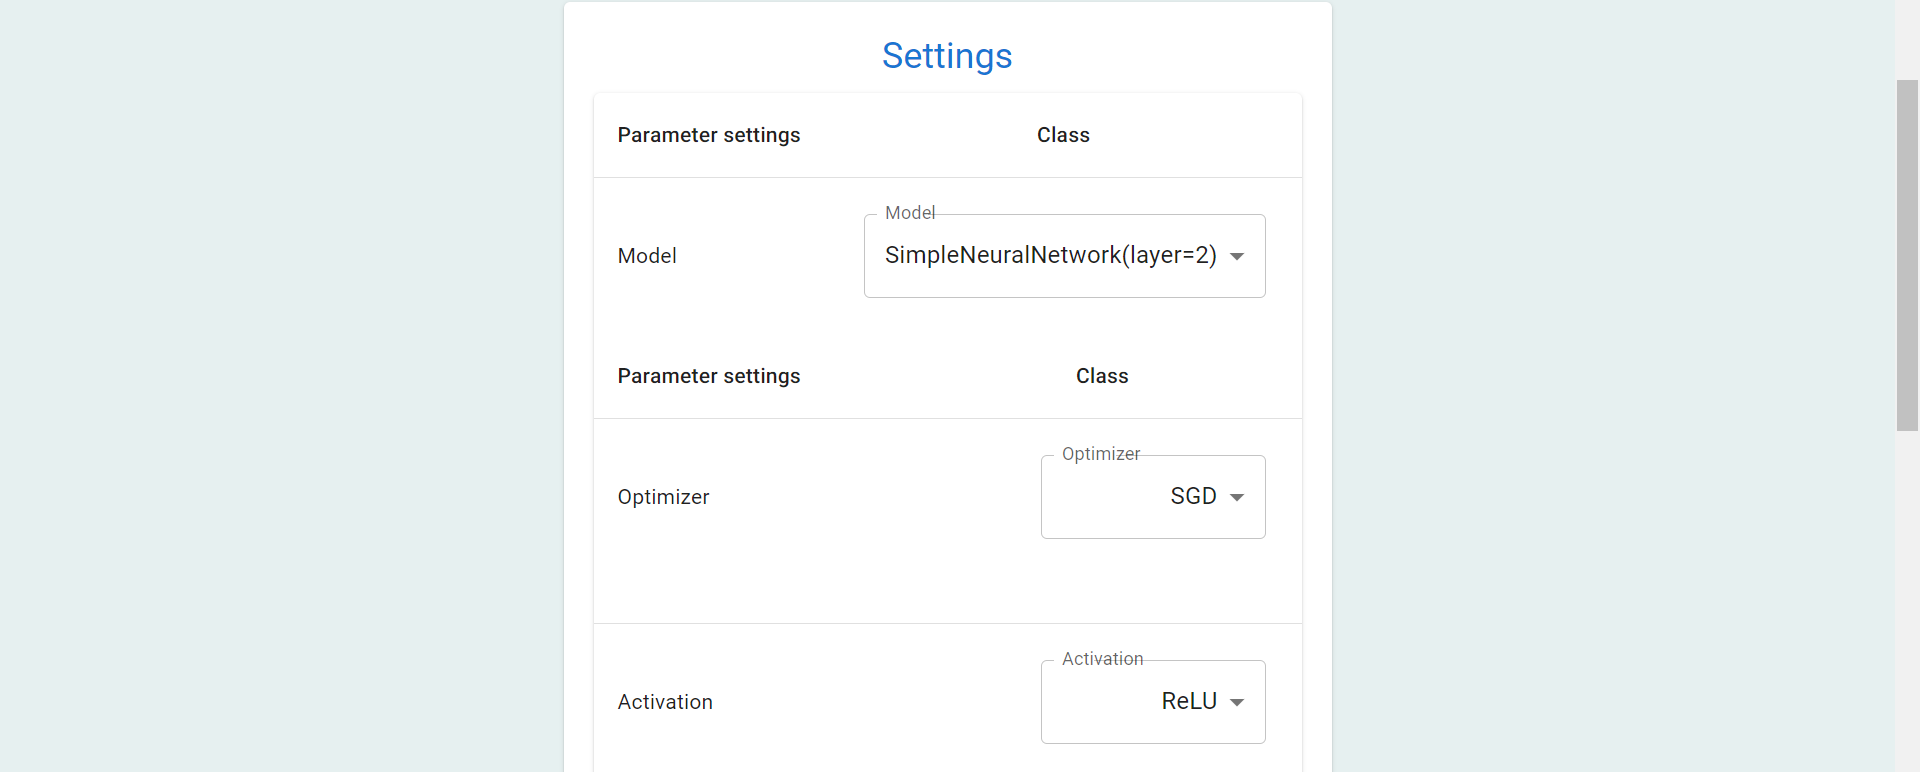 Settings
Parameter settings Class
Model
Model SimpleNeuralNetwork(layer=2)
Parameter settings Class
Optimizer
Optimizer SGD
Activation
Activation ReLU